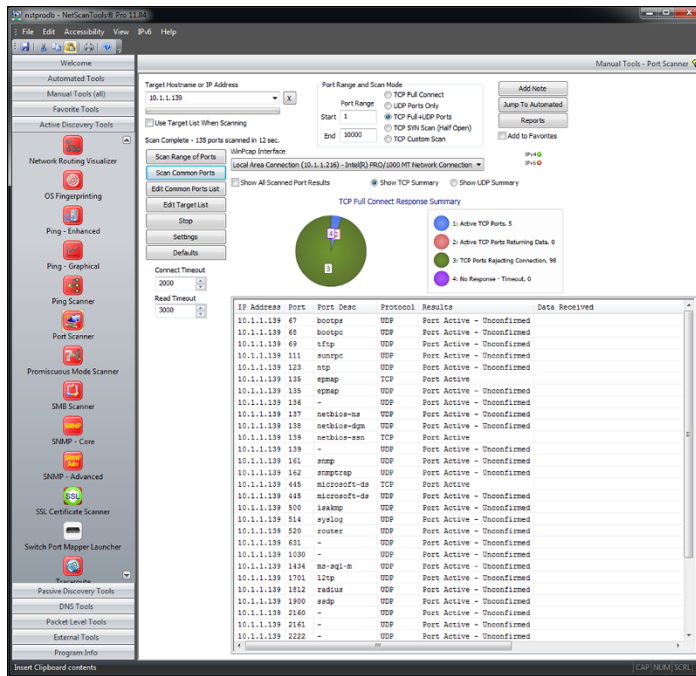 nstprodb - NetScanTools® Pro 11.84
File Edit Accessibility View IPv6 Help
Welcome
Automated Tools
Manual Tools (all)
Favorite Tools
Active Discovery Tools
Network Routing Visualizer
OS Fingerprinting
Ping - Enhanced
Ping - Graphical
Ping Scanner
Port Scanner
Promiscuous Mode Scanner
SMB Scanner
SNMP
SNMP - Core
SNMP Adv
SNMP - Advanced
SSL
SSL Certificate Scanner
Switch Port Mapper Launcher
Traceroute
Passive Discovery Tools
DNS Tools
Packet Level Tools
External Tools
Program Info
Manual Tools - Port Scanner
Target Hostname or IP Address
10.1.1.139 X
Use Target List When Scanning
Scan Complete - 135 ports scanned in 12 sec.
Port Range and Scan Mode
Port Range
Start 1
End 10000
TCP Full Connect
UDP Ports Only
TCP Full+UDP Ports
TCP SYN Scan (Half Open)
TCP Custom Scan
Add Note
Jump To Automated
Reports
Add to Favorites
IPv4
IPv6
WinPcap Interface
Local Area Connection (10.1.1.216) - Intel(R) PRO/1000 MT Network Connection
Show All Scanned Port Results Show TCP Summary Show UDP Summary
Scan Range of Ports
Scan Common Ports
Edit Common Ports List
Edit Target List
Stop
Settings
Defaults
Connect Timeout
2000
Read Timeout
3000
TCP Full Connect Response Summary
4 2
3
1: Active TCP Ports, 5
2: Active TCP Ports Returning Data, 0
3: TCP Ports Rejecting Connection, 98
4: No Response - Timeout, 0
IP Address Port Port Desc Protocol Results Data Received
10.1.1.139 67 bootps UDP Port Active - Unconfirmed
10.1.1.139 68 bootpc UDP Port Active - Unconfirmed
10.1.1.139 69 tftp UDP Port Active - Unconfirmed
10.1.1.139 111 sunrpc UDP Port Active - Unconfirmed
10.1.1.139 123 ntp UDP Port Active - Unconfirmed
10.1.1.139 135 epmap TCP Port Active
10.1.1.139 135 epmap UDP Port Active - Unconfirmed
10.1.1.139 136 - UDP Port Active - Unconfirmed
10.1.1.139 137 netbios-ns UDP Port Active - Unconfirmed
10.1.1.139 138 netbios-dgm UDP Port Active - Unconfirmed
10.1.1.139 139 netbios-ssn TCP Port Active
10.1.1.139 139 - UDP Port Active - Unconfirmed
10.1.1.139 161 snmp UDP Port Active - Unconfirmed
10.1.1.139 162 snmptrap UDP Port Active - Unconfirmed
10.1.1.139 445 microsoft-ds TCP Port Active
10.1.1.139 445 microsoft-ds UDP Port Active - Unconfirmed
10.1.1.139 500 isakmp UDP Port Active - Unconfirmed
10.1.1.139 514 syslog UDP Port Active - Unconfirmed
10.1.1.139 520 router UDP Port Active - Unconfirmed
10.1.1.139 631 - UDP Port Active - Unconfirmed
10.1.1.139 1030 - UDP Port Active - Unconfirmed
10.1.1.139 1434 ms-sql-m UDP Port Active - Unconfirmed
10.1.1.139 1701 l2tp UDP Port Active - Unconfirmed
10.1.1.139 1812 radius UDP Port Active - Unconfirmed
10.1.1.139 1900 ssdp UDP Port Active - Unconfirmed
10.1.1.139 2160 - UDP Port Active - Unconfirmed
10.1.1.139 2161 - UDP Port Active - Unconfirmed
10.1.1.139 2222 - UDP Port Active - Unconfirmed
Insert Clipboard contents CAP NUM SCRL